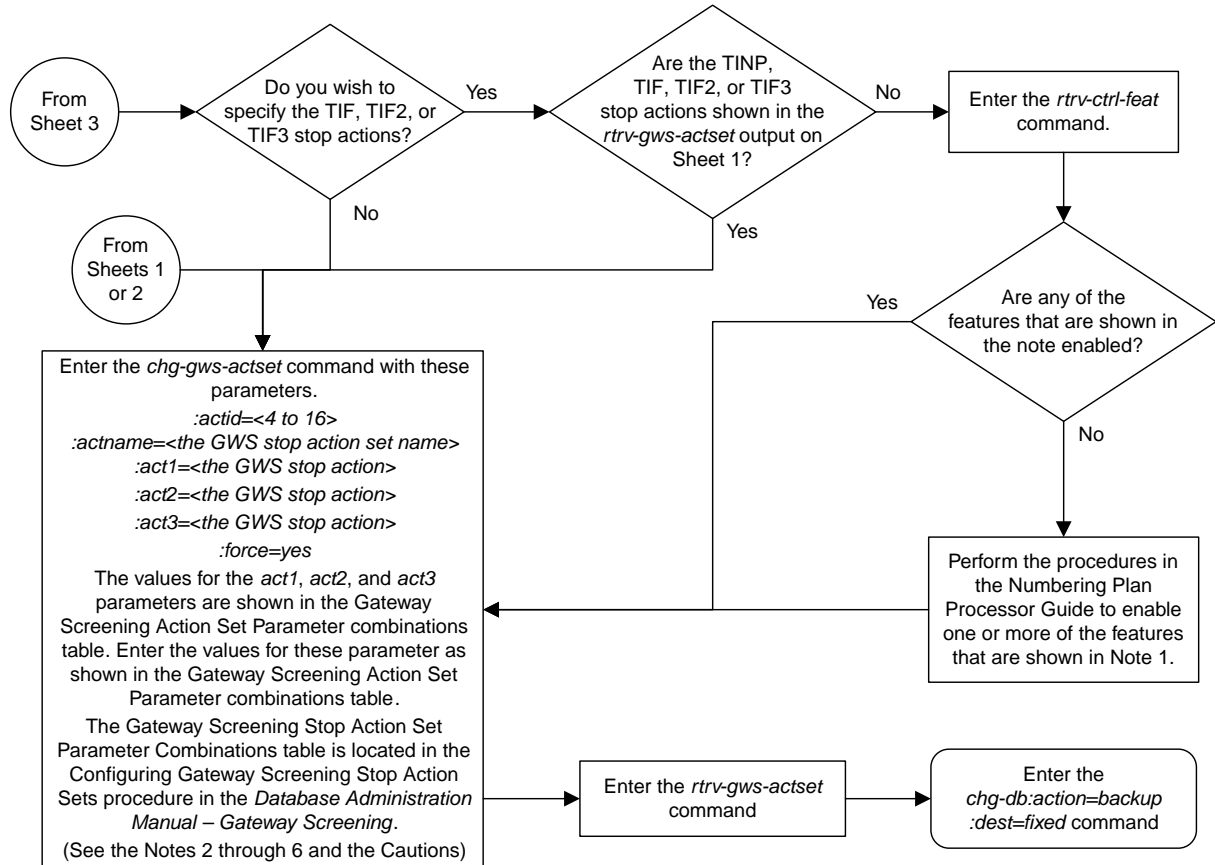 From
Sheet 3
Do you wish to
specify the TIF, TIF2, or
TIF3 stop actions?
Yes
Are the TINP,
TIF, TIF2, or TIF3
stop actions shown in the
rtrv-gws-actset output on
Sheet 1?
No
Enter the rtrv-ctrl-feat
command.
No
Yes
From
Sheets 1
or 2
Yes
Are any of the
features that are shown in
the note enabled?
No
Enter the chg-gws-actset command with these
parameters.
:actid=<4 to 16>
:actname=<the GWS stop action set name>
:act1=<the GWS stop action>
:act2=<the GWS stop action>
:act3=<the GWS stop action>
:force=yes
The values for the act1, act2, and act3
parameters are shown in the Gateway
Screening Action Set Parameter combinations
table. Enter the values for these parameter as
shown in the Gateway Screening Action Set
Parameter combinations table.
The Gateway Screening Stop Action Set
Parameter Combinations table is located in the
Configuring Gateway Screening Stop Action
Sets procedure in the Database Administration
Manual – Gateway Screening.
(See the Notes 2 through 6 and the Cautions)
Perform the procedures in
the Numbering Plan
Processor Guide to enable
one or more of the features
that are shown in Note 1.
Enter the rtrv-gws-actset
command
Enter the
chg-db:action=backup
:dest=fixed command